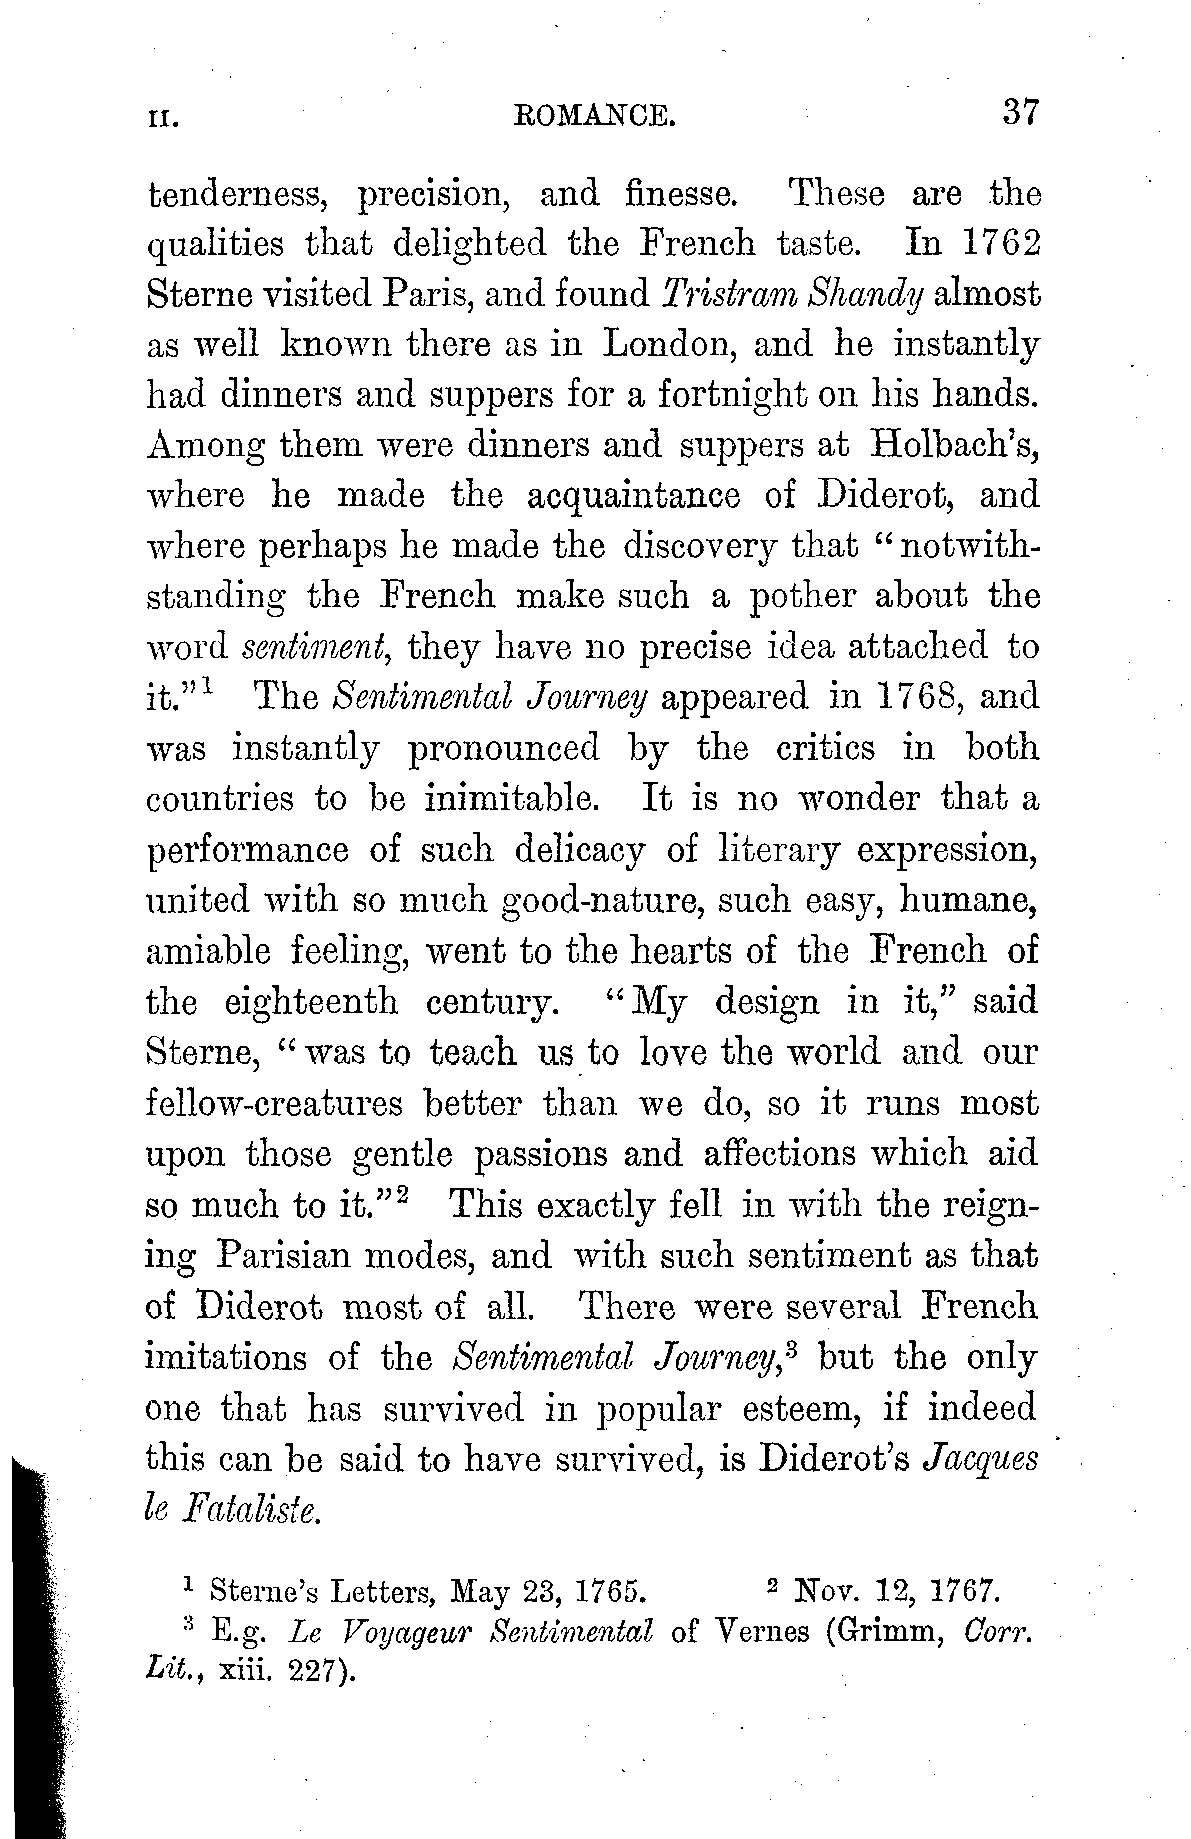 II. ROMANCE. 37
tenderness, precision, and finesse. These are the
qualities that delighted the French taste. In 1762
Sterne visited Paris, and found Tristram Shandy almost
as well known there as in London, and he instantly
had dinners and suppers for a fortnight on his hands.
Among them were dinners and suppers at Holbach's,
where he made the acquaintance of Diderot, and
where perhaps he made the discovery that "notwith-
standing the French make such a pother about the
word sentiment, they have no precise idea attached to
it."¹ The Sentimental Journey appeared in 1768, and
was instantly pronounced by the critics in both
countries to be inimitable. It is no wonder that a
performance of such delicacy of literary expression,
united with so much good-nature, such easy, humane,
amiable feeling, went to the hearts of the French of
the eighteenth century. "My design in it," said
Sterne, "was to teach us to love the world and our
fellow-creatures better than we do, so it runs most
upon those gentle passions and affections which aid
so much to it."² This exactly fell in with the reign-
ing Parisian modes, and with such sentiment as that
of Diderot most of all. There were several French
imitations of the Sentimental Journey,³ but the only
one that has survived in popular esteem, if indeed
this can be said to have survived, is Diderot's Jacques
le Fataliste.
¹ Sterne's Letters, May 23, 1765. ² Nov. 12, 1767.
³ E.g. Le Voyageur Sentimental of Vernes (Grimm, Corr.
Lit., xiii. 227).